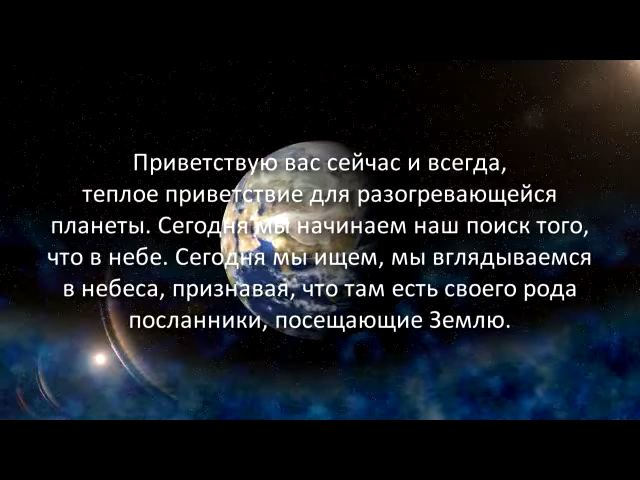 Приветствую вас сейчас и всегда,
теплое приветствие для разогревающейся
планеты. Сегодня мы начинаем наш поиск того,
что в небе. Сегодня мы ищем, мы вглядываемся
в небеса, признавая, что там есть своего рода
посланники, посещающие Землю.